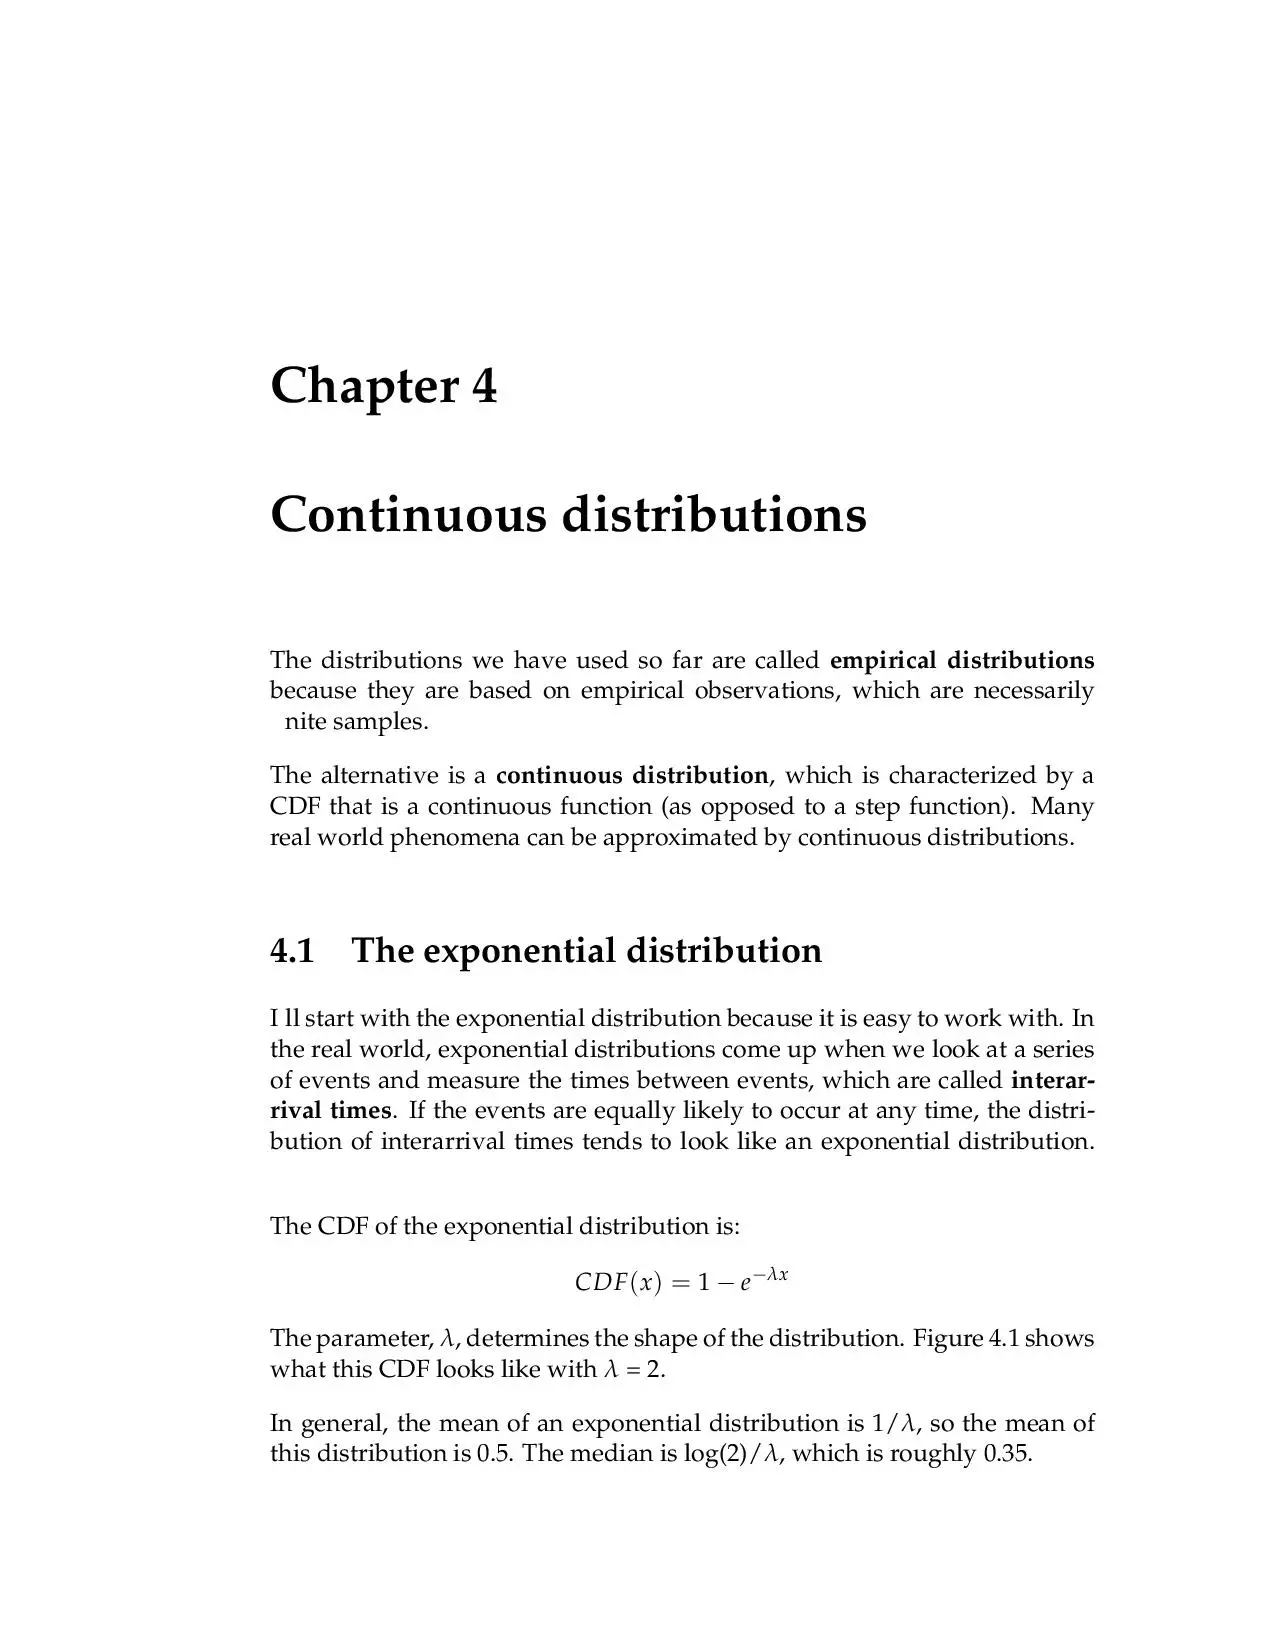 Chapter 4
Continuous distributions
The distributions we have used so far are called empirical distributions
because they are based on empirical observations, which are necessarily
nite samples.
The alternative is a continuous distribution, which is characterized by a
CDF that is a continuous function (as opposed to a step function). Many
real world phenomena can be approximated by continuous distributions.
4.1 The exponential distribution
I ll start with the exponential distribution because it is easy to work with. In
the real world, exponential distributions come up when we look at a series
of events and measure the times between events, which are called interar-
rival times. If the events are equally likely to occur at any time, the distri-
bution of interarrival times tends to look like an exponential distribution.
The CDF of the exponential distribution is:
CDF(x) = 1 − e^{−λx}
The parameter, λ, determines the shape of the distribution. Figure 4.1 shows
what this CDF looks like with λ = 2.
In general, the mean of an exponential distribution is 1/λ, so the mean of
this distribution is 0.5. The median is log(2)/λ, which is roughly 0.35.